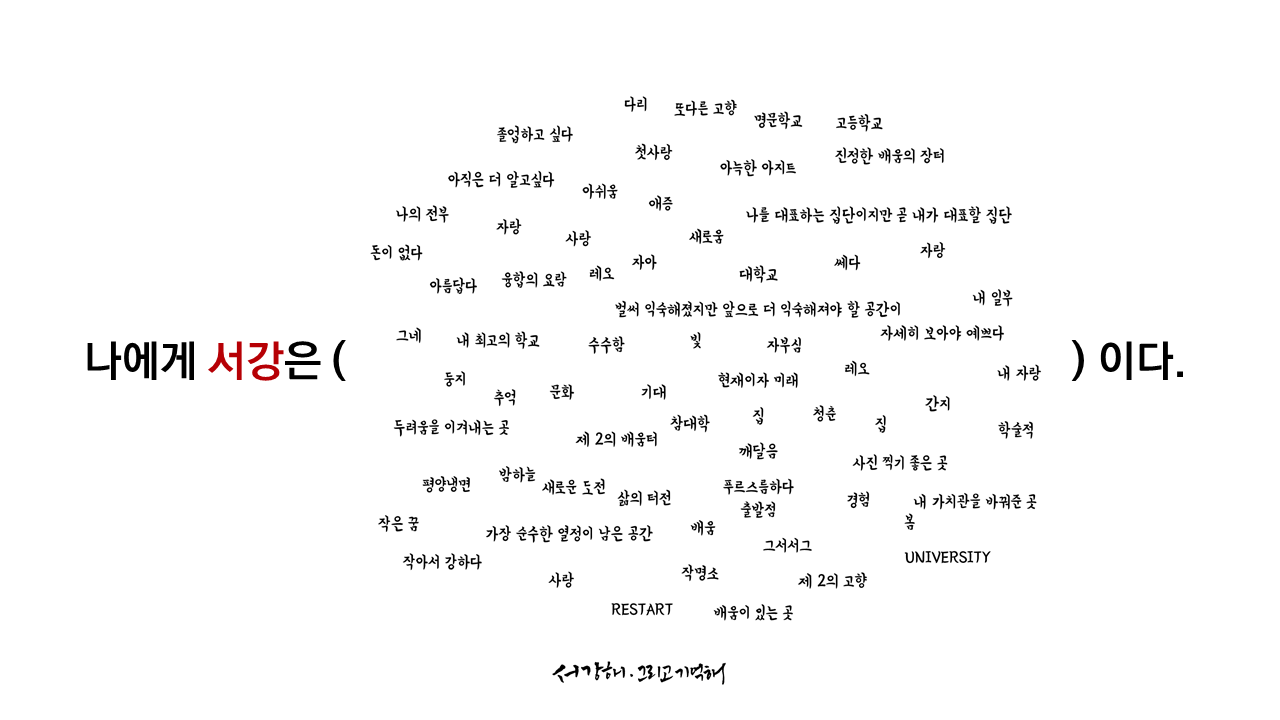 다리
또다른 고향
명문학교
고등학교
졸업하고 싶다
첫사랑
아늑한 아지트
진정한 배움의 장터
아직은 더 알고싶다
아쉬움
애증
나의 전부
자랑
사랑
새로움
나를 대표하는 집단이지만 곧 내가 대표할 집단
돈이 없다
자아
자랑
아름답다
융합의 요람
레오
대학교
쎄다
벌써 익숙해졌지만 앞으로 더 익숙해져야 할 공간이
내 일부
그네
내 최고의 학교
수수함
빛
자부심
자세히 보아야 예쁘다
나에게 서강은 ( ) 이다.
둥지
추억
문화
기대
현재이자 미래
레오
내 자랑
두려움을 이겨내는 곳
제 2의 배움터
참대학
집
청춘
집
간지
학술적
깨달음
사진 찍기 좋은 곳
평양냉면
밤하늘
새로운 도전
삶의 터전
푸르스름하다
출발점
경험
내 가치관을 바꿔준 곳
봄
작은 꿈
가장 순수한 열정이 남은 공간
배움
그서서그
작아서 강하다
사랑
작명소
제 2의 고향
UNIVERSITY
RESTART
배움이 있는 곳
서강하니. 그리고 기억해